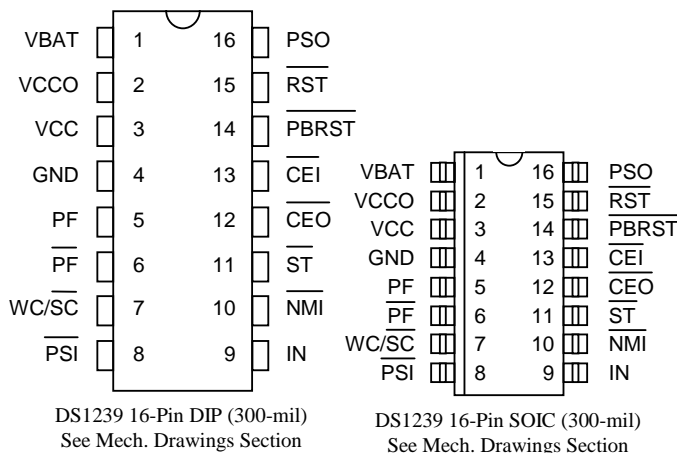 VBAT 1 16 PSO
VCCO 2 15 RST
VCC 3 14 PBRST
GND 4 13 CEI
PF 5 12 CEO
PF 6 11 ST
WC/SC 7 10 NMI
PSI 8 9 IN
DS1239 16-Pin DIP (300-mil)
See Mech. Drawings Section
VBAT 1 16 PSO
VCCO 2 15 RST
VCC 3 14 PBRST
GND 4 13 CEI
PF 5 12 CEO
PF 6 11 ST
WC/SC 7 10 NMI
PSI 8 9 IN
DS1239 16-Pin SOIC (300-mil)
See Mech. Drawings Section